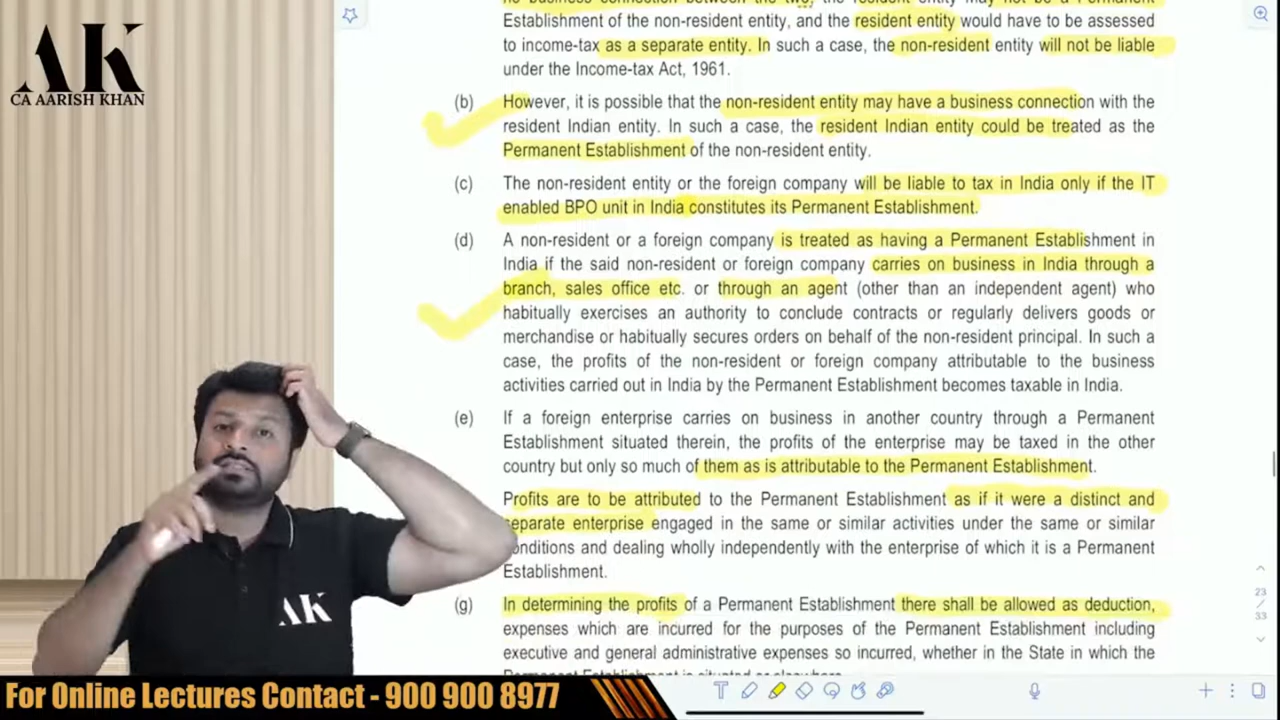 AK
CA AARISH KHAN
Establishment of the non-resident entity, and the resident entity would have to be assessed
to income-tax as a separate entity. In such a case, the non-resident entity will not be liable
under the Income-tax Act, 1961.
(b) However, it is possible that the non-resident entity may have a business connection with the
resident Indian entity. In such a case, the resident Indian entity could be treated as the
Permanent Establishment of the non-resident entity.
(c) The non-resident entity or the foreign company will be liable to tax in India only if the IT
enabled BPO unit in India constitutes its Permanent Establishment.
(d) A non-resident or a foreign company is treated as having a Permanent Establishment in
India if the said non-resident or foreign company carries on business in India through a
branch, sales office etc. or through an agent (other than an independent agent) who
habitually exercises an authority to conclude contracts or regularly delivers goods or
merchandise or habitually secures orders on behalf of the non-resident principal. In such a
case, the profits of the non-resident or foreign company attributable to the business
activities carried out in India by the Permanent Establishment becomes taxable in India.
(e) If a foreign enterprise carries on business in another country through a Permanent
Establishment situated therein, the profits of the enterprise may be taxed in the other
country but only so much of them as is attributable to the Permanent Establishment.
Profits are to be attributed to the Permanent Establishment as if it were a distinct and
separate enterprise engaged in the same or similar activities under the same or similar
conditions and dealing wholly independently with the enterprise of which it is a Permanent
Establishment.
(g) In determining the profits of a Permanent Establishment there shall be allowed as deduction,
expenses which are incurred for the purposes of the Permanent Establishment including
executive and general administrative expenses so incurred, whether in the State in which the
23
/
33
AK
For Online Lectures Contact - 900 900 8977